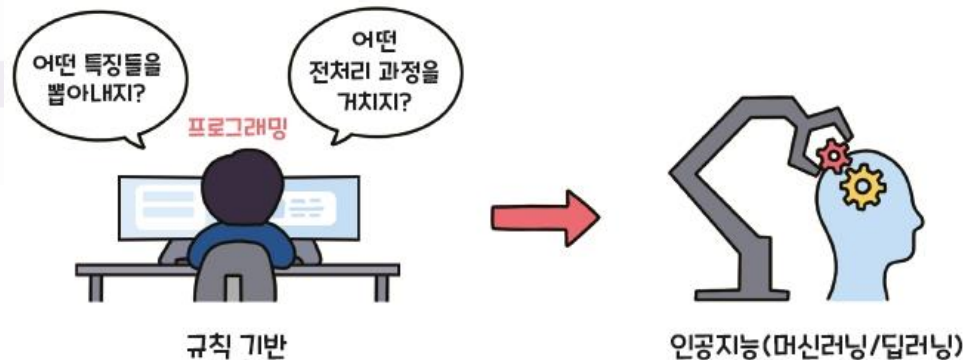 어떤 특징들을
뽑아내지?
어떤
전처리 과정을
거치지?
프로그래밍
규칙 기반
인공지능(머신러닝/딥러닝)